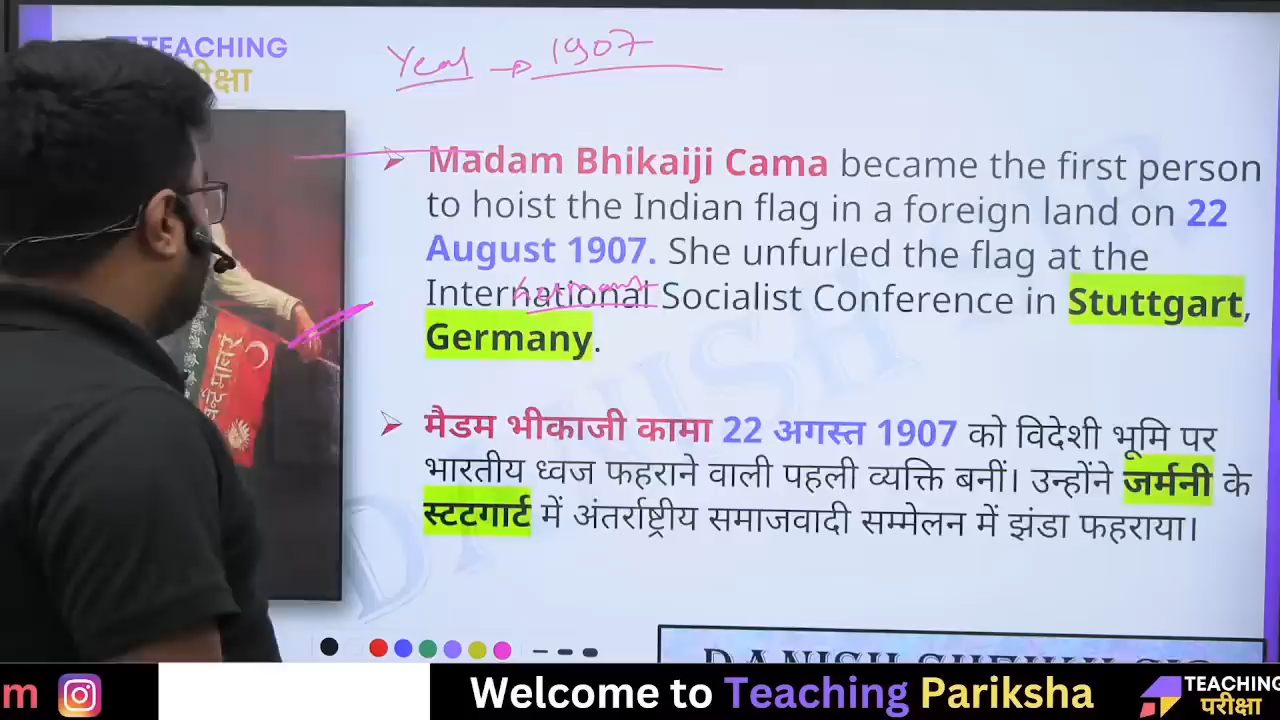 TEACHING
रीक्षा
Year → 1907
➤ Madam Bhikaiji Cama became the first person
to hoist the Indian flag in a foreign land on 22
August 1907. She unfurled the flag at the
International Socialist Conference in Stuttgart,
Germany.
वन्दे मातरं
➤ मैडम भीकाजी कामा 22 अगस्त 1907 को विदेशी भूमि पर
भारतीय ध्वज फहराने वाली पहली व्यक्ति बनीं। उन्होंने जर्मनी के
स्टटगार्ट में अंतर्राष्ट्रीय समाजवादी सम्मेलन में झंडा फहराया।
DANISH
m
Welcome to Teaching Pariksha
TEACHING
परीक्षा